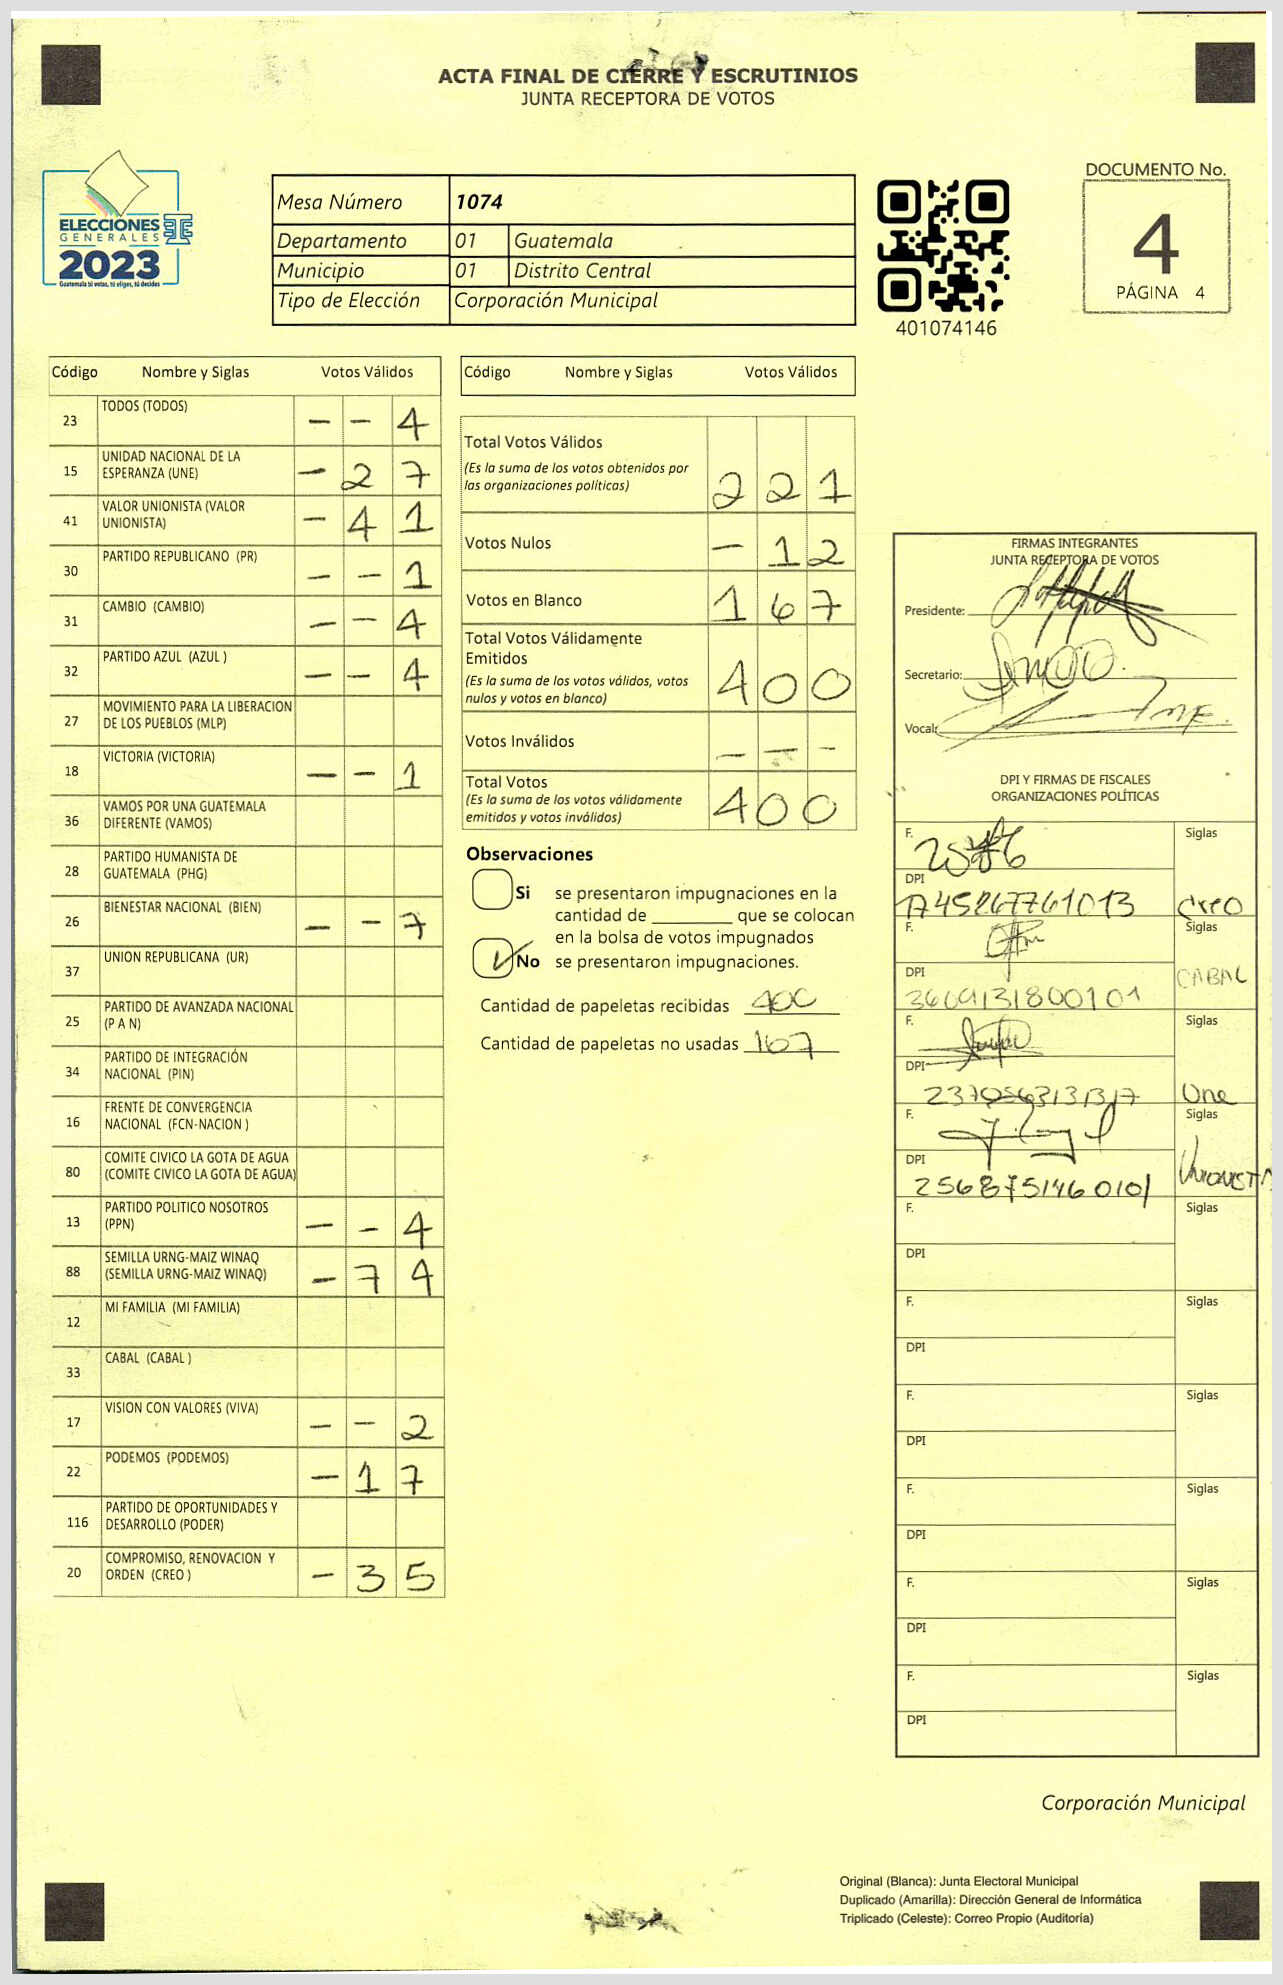 ACTA FINAL DE CIERRE Y ESCRUTINIOS
JUNTA RECEPTORA DE VOTOS
ELECCIONES
GENERALES
2023
Guatemala tú votas, tú eliges, tú decides
Mesa Número 1074
Departamento 01 Guatemala
Municipio 01 Distrito Central
Tipo de Elección Corporación Municipal
401074146
DOCUMENTO No.
4
PÁGINA 4
Código Nombre y Siglas Votos Válidos
23 TODOS (TODOS) - - 4
15 UNIDAD NACIONAL DE LA
ESPERANZA (UNE) - 2 7
41 VALOR UNIONISTA (VALOR
UNIONISTA) - 4 1
30 PARTIDO REPUBLICANO (PR) - - 1
31 CAMBIO (CAMBIO) - - 4
32 PARTIDO AZUL (AZUL ) - - 4
27 MOVIMIENTO PARA LA LIBERACION
DE LOS PUEBLOS (MLP)
18 VICTORIA (VICTORIA) - - 1
36 VAMOS POR UNA GUATEMALA
DIFERENTE (VAMOS)
28 PARTIDO HUMANISTA DE
GUATEMALA (PHG)
26 BIENESTAR NACIONAL (BIEN) - - 7
37 UNION REPUBLICANA (UR)
25 PARTIDO DE AVANZADA NACIONAL
(P A N)
34 PARTIDO DE INTEGRACIÓN
NACIONAL (PIN)
16 FRENTE DE CONVERGENCIA
NACIONAL (FCN-NACION )
80 COMITE CIVICO LA GOTA DE AGUA
(COMITE CIVICO LA GOTA DE AGUA)
13 PARTIDO POLITICO NOSOTROS
(PPN) - - 4
88 SEMILLA URNG-MAIZ WINAQ
(SEMILLA URNG-MAIZ WINAQ) - 7 4
12 MI FAMILIA (MI FAMILIA)
33 CABAL (CABAL )
17 VISION CON VALORES (VIVA) - - 2
22 PODEMOS (PODEMOS) - 1 7
116 PARTIDO DE OPORTUNIDADES Y
DESARROLLO (PODER)
20 COMPROMISO, RENOVACION Y
ORDEN (CREO ) - 3 5
Código Nombre y Siglas Votos Válidos
Total Votos Válidos
(Es la suma de los votos obtenidos por
las organizaciones políticas) 2 2 1
Votos Nulos - 1 2
Votos en Blanco 1 6 7
Total Votos Válidamente
Emitidos
(Es la suma de los votos válidos, votos
nulos y votos en blanco) 4 0 0
Votos Inválidos - - -
Total Votos
(Es la suma de los votos válidamente
emitidos y votos inválidos) 4 0 0
Observaciones
Si se presentaron impugnaciones en la
cantidad de ________ que se colocan
en la bolsa de votos impugnados
No se presentaron impugnaciones.
Cantidad de papeletas recibidas 400
Cantidad de papeletas no usadas 167
FIRMAS INTEGRANTES
JUNTA RECEPTORA DE VOTOS
Presidente:
Secretario:
Vocal:
DPI Y FIRMAS DE FISCALES
ORGANIZACIONES POLÍTICAS
F. Siglas
DPI
Creo
F. Siglas
DPI
CABAL
F. Siglas
DPI
Une
F. Siglas
DPI
F. Siglas
DPI
F. Siglas
DPI
F. Siglas
DPI
F. Siglas
DPI
F. Siglas
DPI
F. Siglas
DPI
Corporación Municipal
Original (Blanca): Junta Electoral Municipal
Duplicado (Amarilla): Dirección General de Informática
Triplicado (Celeste): Correo Propio (Auditoría)